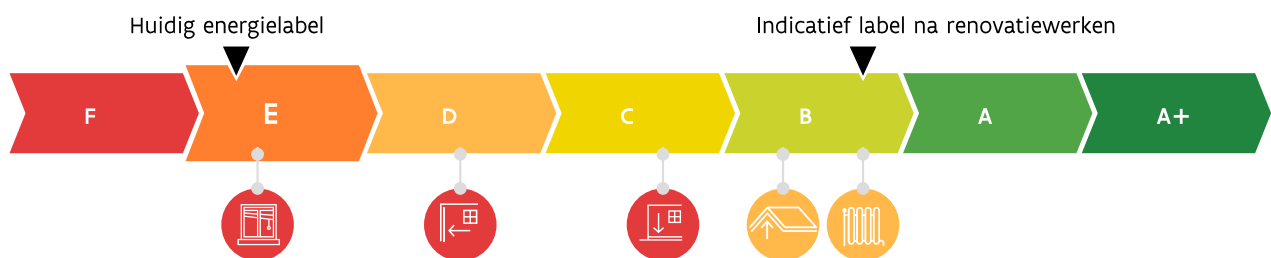 Huidig energielabel
Indicatief label na renovatiewerken
F
E
D
C
B
A
A+